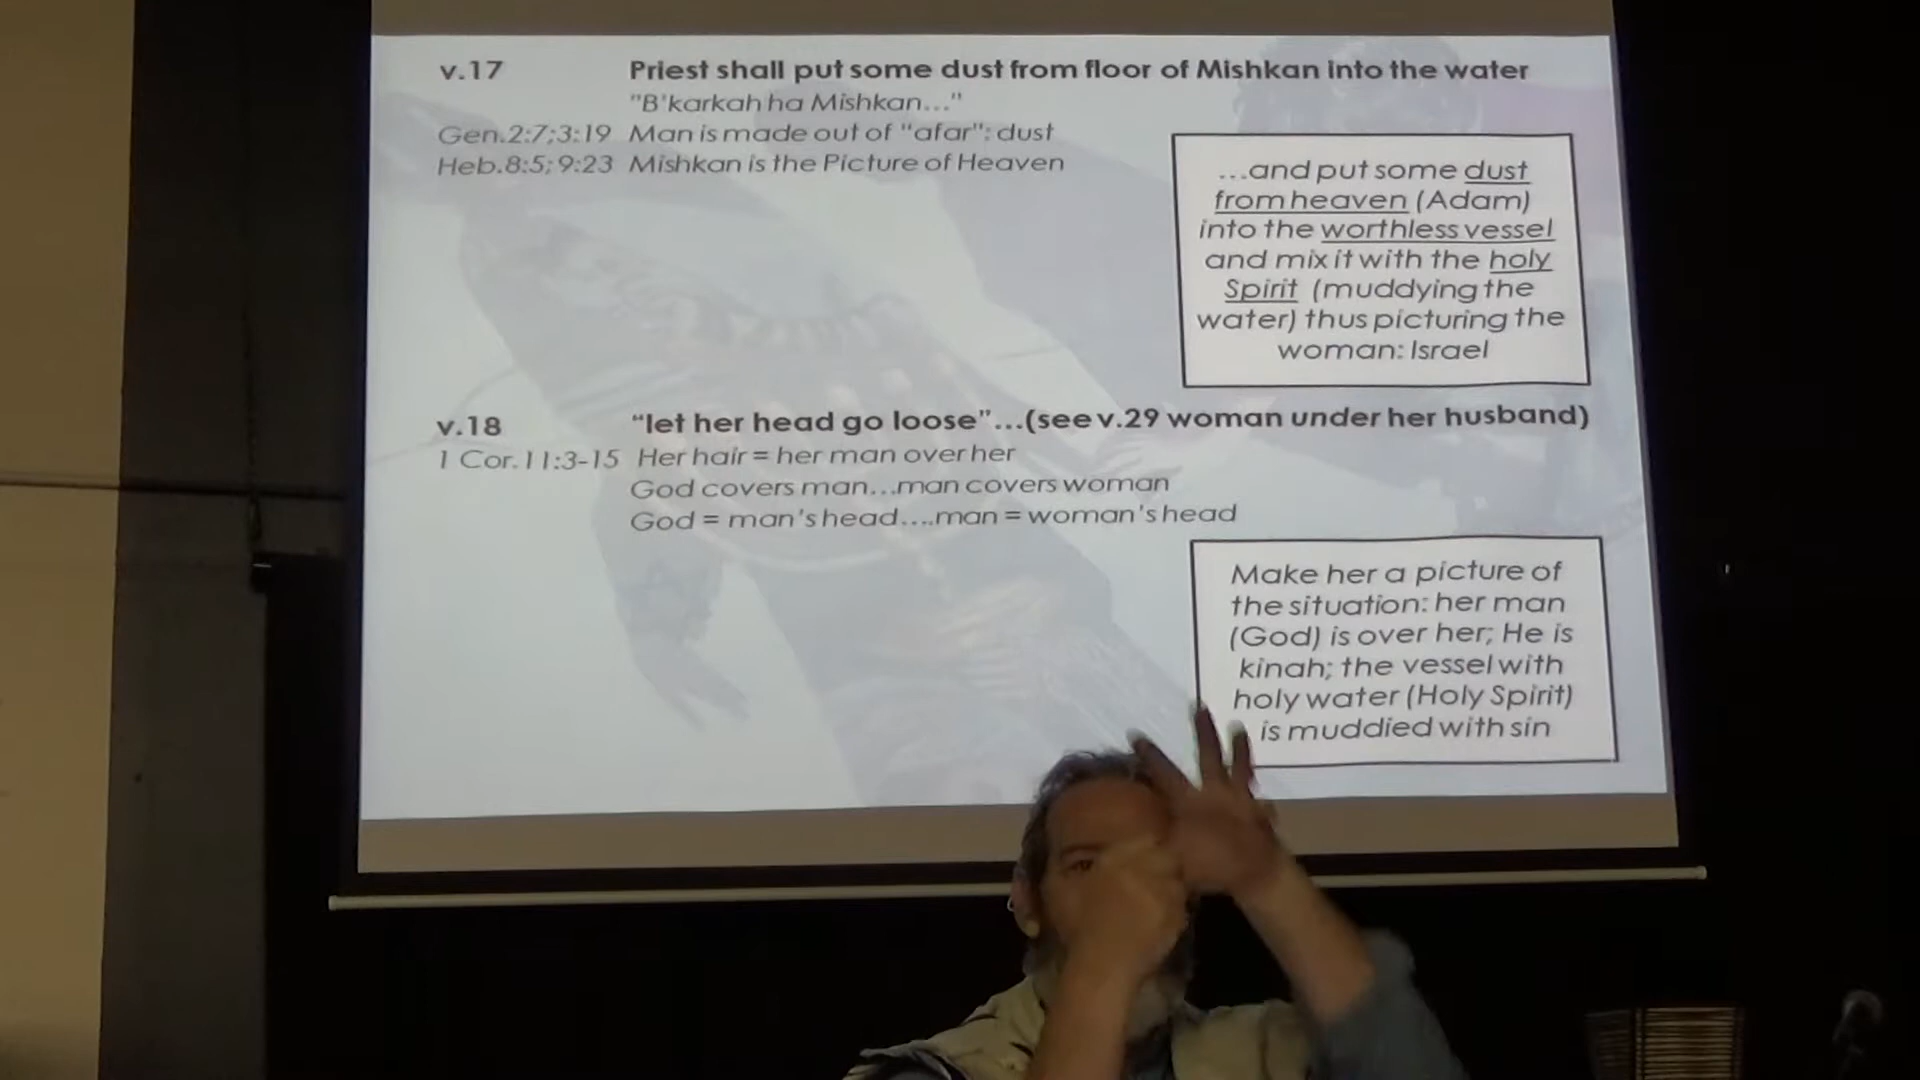 v.17 Priest shall put some dust from floor of Mishkan into the water
"B'karkah ha Mishkan..."
Gen.2:7;3:19 Man is made out of "afar": dust
Heb.8:5;9:23 Mishkan is the Picture of Heaven
...and put some dust
from heaven (Adam)
into the worthless vessel
and mix it with the holy
Spirit (muddying the
water) thus picturing the
woman: Israel
v.18 “let her head go loose”...(see v.29 woman under her husband)
1 Cor.11:3-15 Her hair = her man over her
God covers man...man covers woman
God = man's head....man = woman's head
Make her a picture of
the situation: her man
(God) is over her; He is
kinah; the vessel with
holy water (Holy Spirit)
is muddied with sin